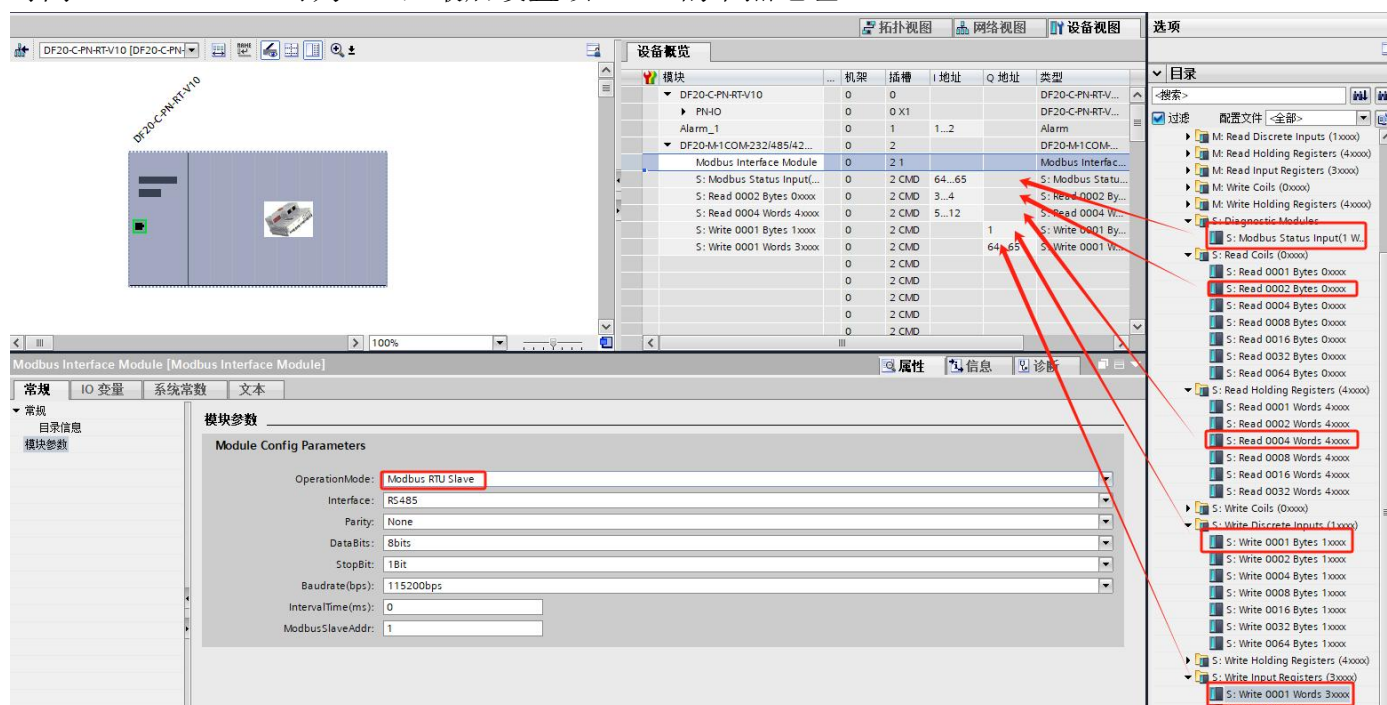 拓扑视图 网络视图 设备视图 选项
DF20-C-PN-RT-V10 [DF20-C-PN-
DF20-C-PN-RT-V10
100%
设备概览
模块 ... 机架 插槽 I 地址 Q 地址 类型
DF20-C-PN-RT-V10 0 0 DF20-C-PN-RT-V...
PN-IO 0 0 X1 DF20-C-PN-RT-V...
Alarm_1 0 1 1...2 Alarm
DF20-M-1COM-232/485/42... 0 2 DF20-M-1COM-...
Modbus Interface Module 0 2 1 Modbus Interfac...
S: Modbus Status Input(... 0 2 CMD 64...65 S: Modbus Statu...
S: Read 0002 Bytes 0xxxx 0 2 CMD 3...4 S: Read 0002 By...
S: Read 0004 Words 4xxxx 0 2 CMD 5...12 S: Read 0004 W...
S: Write 0001 Bytes 1xxxx 0 2 CMD 1 S: Write 0001 By...
S: Write 0001 Words 3xxxx 0 2 CMD 64...65 S: Write 0001 W...
0 2 CMD
0 2 CMD
0 2 CMD
0 2 CMD
0 2 CMD
目录
<搜索>
过滤 配置文件 <全部>
M: Read Discrete Inputs (1xxxx)
M: Read Holding Registers (4xxxx)
M: Read Input Registers (3xxxx)
M: Write Coils (0xxxx)
M: Write Holding Registers (4xxxx)
S: Diagnostic Modules
S: Modbus Status Input(1 W...
S: Read Coils (0xxxx)
S: Read 0001 Bytes 0xxxx
S: Read 0002 Bytes 0xxxx
S: Read 0004 Bytes 0xxxx
S: Read 0008 Bytes 0xxxx
S: Read 0016 Bytes 0xxxx
S: Read 0032 Bytes 0xxxx
S: Read 0064 Bytes 0xxxx
S: Read Holding Registers (4xxxx)
S: Read 0001 Words 4xxxx
S: Read 0002 Words 4xxxx
S: Read 0004 Words 4xxxx
S: Read 0008 Words 4xxxx
S: Read 0016 Words 4xxxx
S: Read 0032 Words 4xxxx
S: Write Coils (0xxxx)
S: Write Discrete Inputs (1xxxx)
S: Write 0001 Bytes 1xxxx
S: Write 0002 Bytes 1xxxx
S: Write 0004 Bytes 1xxxx
S: Write 0008 Bytes 1xxxx
S: Write 0016 Bytes 1xxxx
S: Write 0032 Bytes 1xxxx
S: Write 0064 Bytes 1xxxx
S: Write Holding Registers (4xxxx)
S: Write Input Registers (3xxxx)
S: Write 0001 Words 3xxxx
Modbus Interface Module [Modbus Interface Module]
属性 信息 诊断
常规 IO 变量 系统常数 文本
常规
目录信息
模块参数
模块参数
Module Config Parameters
OperationMode: Modbus RTU Slave
Interface: RS485
Parity: None
DataBits: 8bits
StopBit: 1Bit
Baudrate(bps): 115200bps
IntervalTime(ms): 0
ModbusSlaveAddr: 1